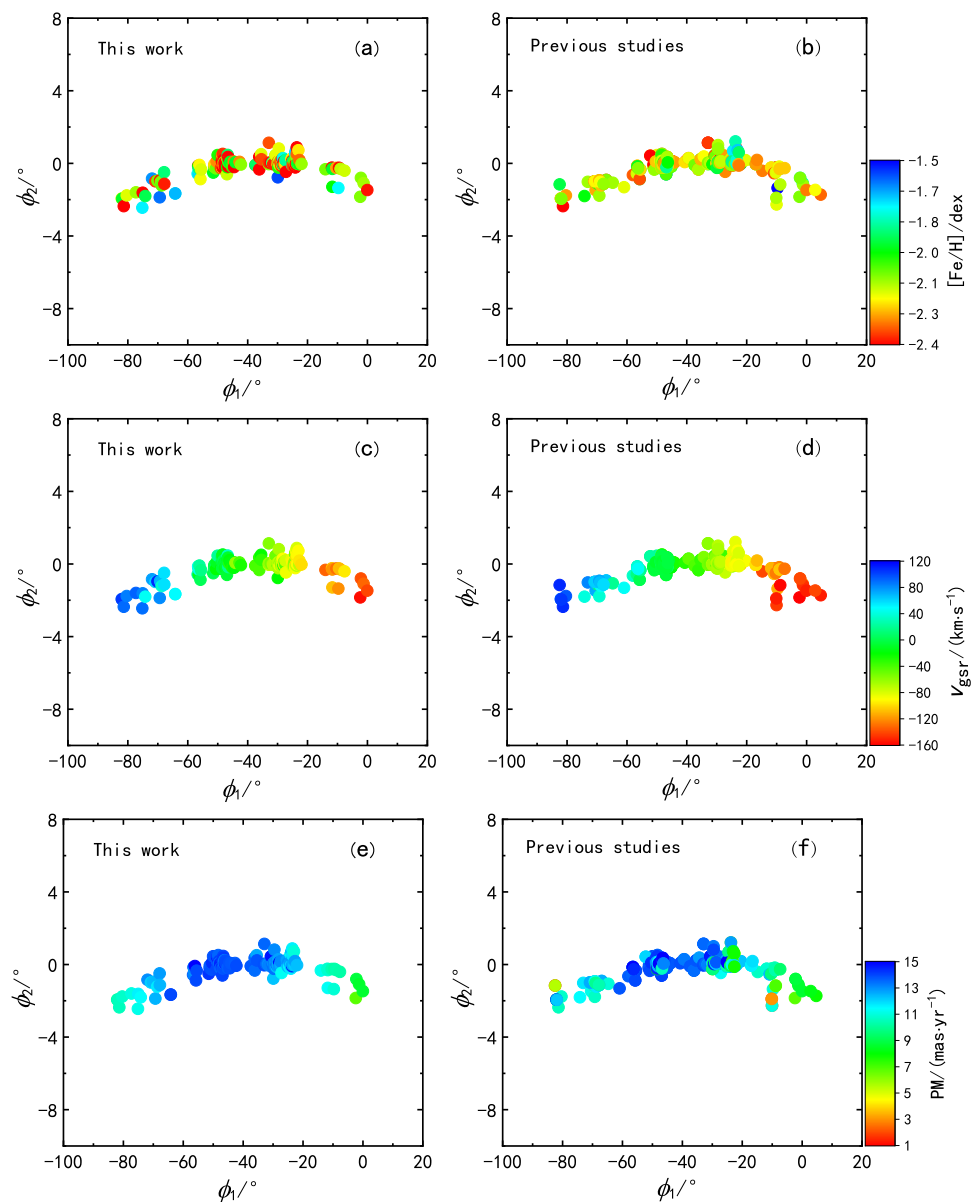 8
4
0
−4
−8
ϕ2/°
This work
(a)
−100 −80 −60 −40 −20 0 20
ϕ1/°
8
4
0
−4
−8
ϕ2/°
Previous studies
(b)
−100 −80 −60 −40 −20 0 20
ϕ1/°
−1.5
−1.6
−1.8
−1.9
−2.0
−2.1
−2.3
−2.4
[Fe/H]/dex
8
4
0
−4
−8
ϕ2/°
This work
(c)
−100 −80 −60 −40 −20 0 20
ϕ1/°
8
4
0
−4
−8
ϕ2/°
Previous studies
(d)
−100 −80 −60 −40 −20 0 20
ϕ1/°
120
80
40
0
−40
−80
−120
−160
vgsr/(km·s−1)
8
4
0
−4
−8
ϕ2/°
This work
(e)
−100 −80 −60 −40 −20 0 20
ϕ1/°
8
4
0
−4
−8
ϕ2/°
Previous studies
(f)
−100 −80 −60 −40 −20 0 20
ϕ1/°
15
13
11
9
7
5
3
1
PM/(mas·yr−1)